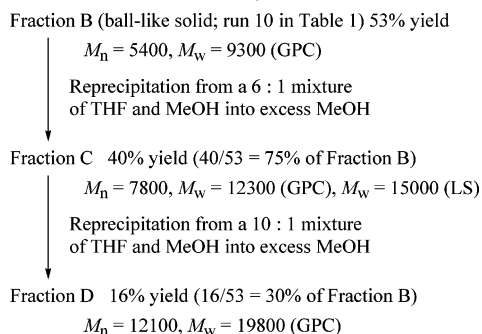 Fraction B (ball-like solid; run 10 in Table 1) 53% yield
Mn = 5400, Mw = 9300 (GPC)
Reprecipitation from a 6 : 1 mixture
of THF and MeOH into excess MeOH
Fraction C 40% yield (40/53 = 75% of Fraction B)
Mn = 7800, Mw = 12300 (GPC), Mw = 15000 (LS)
Reprecipitation from a 10 : 1 mixture
of THF and MeOH into excess MeOH
Fraction D 16% yield (16/53 = 30% of Fraction B)
Mn = 12100, Mw = 19800 (GPC)